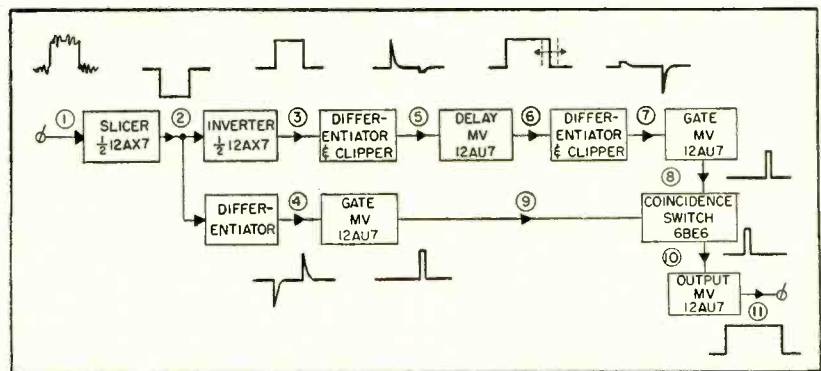 ①
SLICER
½ 12AX7
②
INVERTER
½ 12AX7
③
DIFFER-
ENTIATOR
& CLIPPER
⑤
DELAY
MV
12AU7
⑥
DIFFER-
ENTIATOR
& CLIPPER
⑦
GATE
MV
12AU7
⑧
DIFFER-
ENTIATOR
④
GATE
MV
12AU7
⑨
COINCIDENCE
SWITCH
6BE6
⑩
OUTPUT
MV
12AU7
⑪